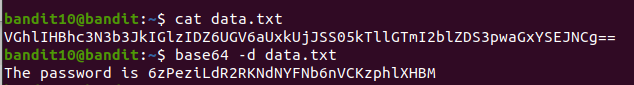 bandit10@bandit:~$ cat data.txt
VGhlIHBhc3N3b3JkIGlzIDZ6UGV6aUxkUjJSS05kTllGTmI2blZDS3pwaGxYSEJNCg==
bandit10@bandit:~$ base64 -d data.txt
The password is 6zPeziLdR2RKNdNYFNb6nVCKzphlXHBM